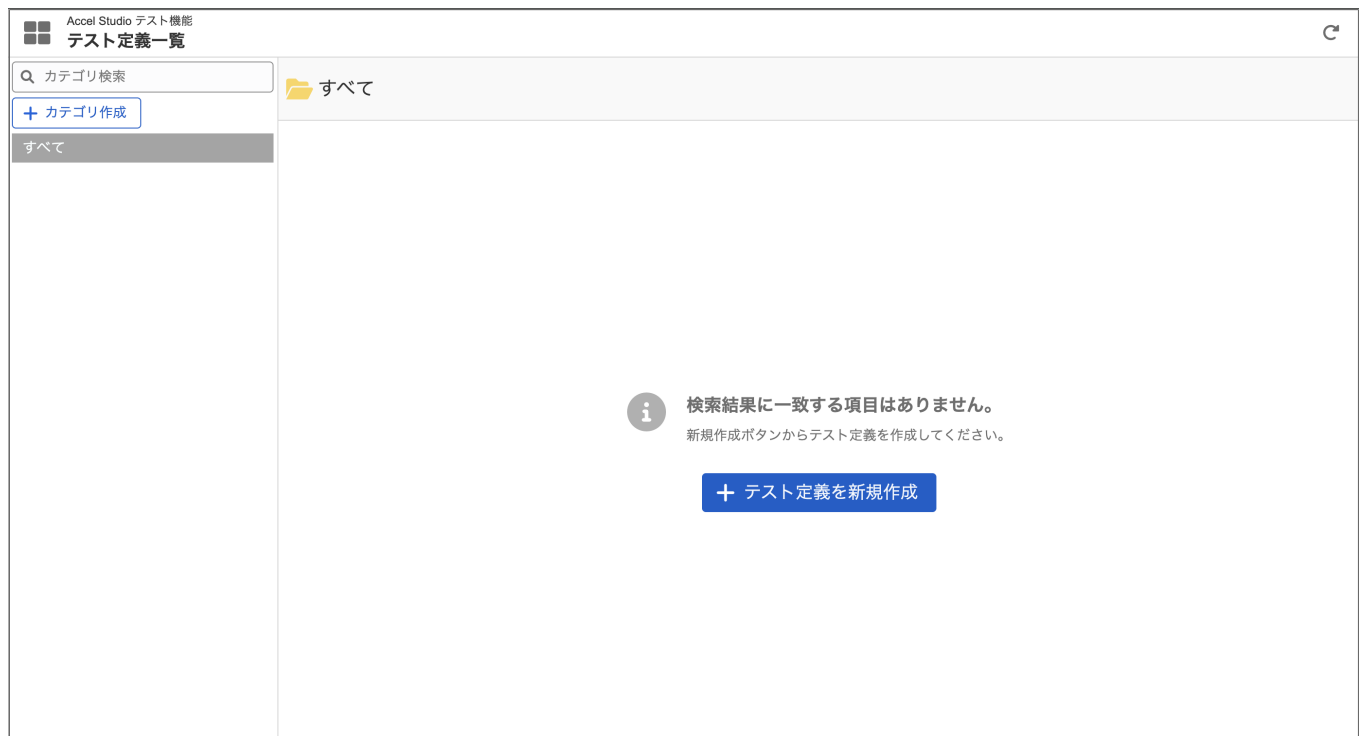 Accel Studio テスト機能
テスト定義一覧
カテゴリ検索
カテゴリ作成
すべて
すべて
検索結果に一致する項目はありません。
新規作成ボタンからテスト定義を作成してください。
テスト定義を新規作成